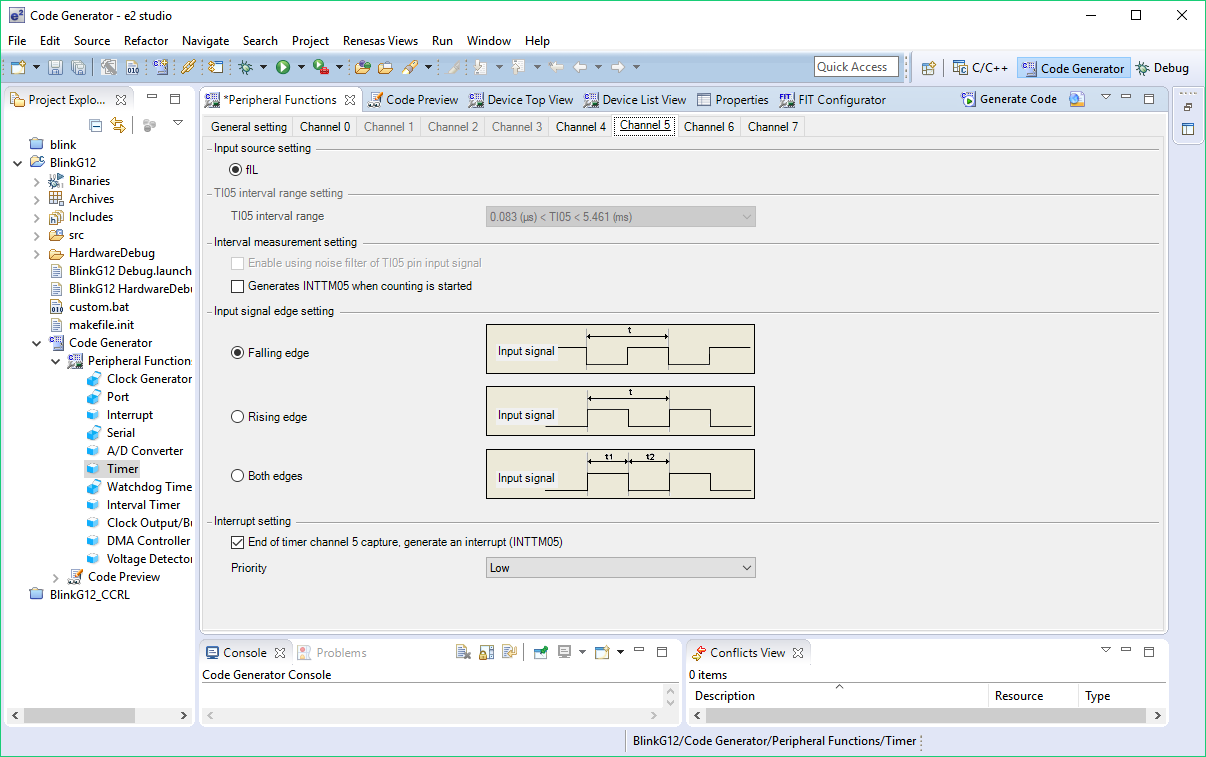 Code Generator - e2 studio
File Edit Source Refactor Navigate Search Project Renesas Views Run Window Help
Quick Access C/C++ Code Generator Debug
Project Explo...
blink
BlinkG12
Binaries
Archives
Includes
src
HardwareDebug
BlinkG12 Debug.launch
BlinkG12 HardwareDebu
custom.bat
makefile.init
Code Generator
Peripheral Function
Clock Generator
Port
Interrupt
Serial
A/D Converter
Timer
Watchdog Time
Interval Timer
Clock Output/Bu
DMA Controller
Voltage Detector
Code Preview
BlinkG12_CCRL
*Peripheral Functions Code Preview Device Top View Device List View Properties FIT Configurator Generate Code
General setting Channel 0 Channel 1 Channel 2 Channel 3 Channel 4 Channel 5 Channel 6 Channel 7
Input source setting
fIL
TI05 interval range setting
TI05 interval range 0.083 (µs) < TI05 < 5.461 (ms)
Interval measurement setting
Enable using noise filter of TI05 pin input signal
Generates INTTM05 when counting is started
Input signal edge setting
Falling edge Input signal t
Rising edge Input signal t
Both edges Input signal t1 t2
Interrupt setting
End of timer channel 5 capture, generate an interrupt (INTTM05)
Priority Low
Console Problems
Code Generator Console
Conflicts View
0 items
Description Resource Type
BlinkG12/Code Generator/Peripheral Functions/Timer